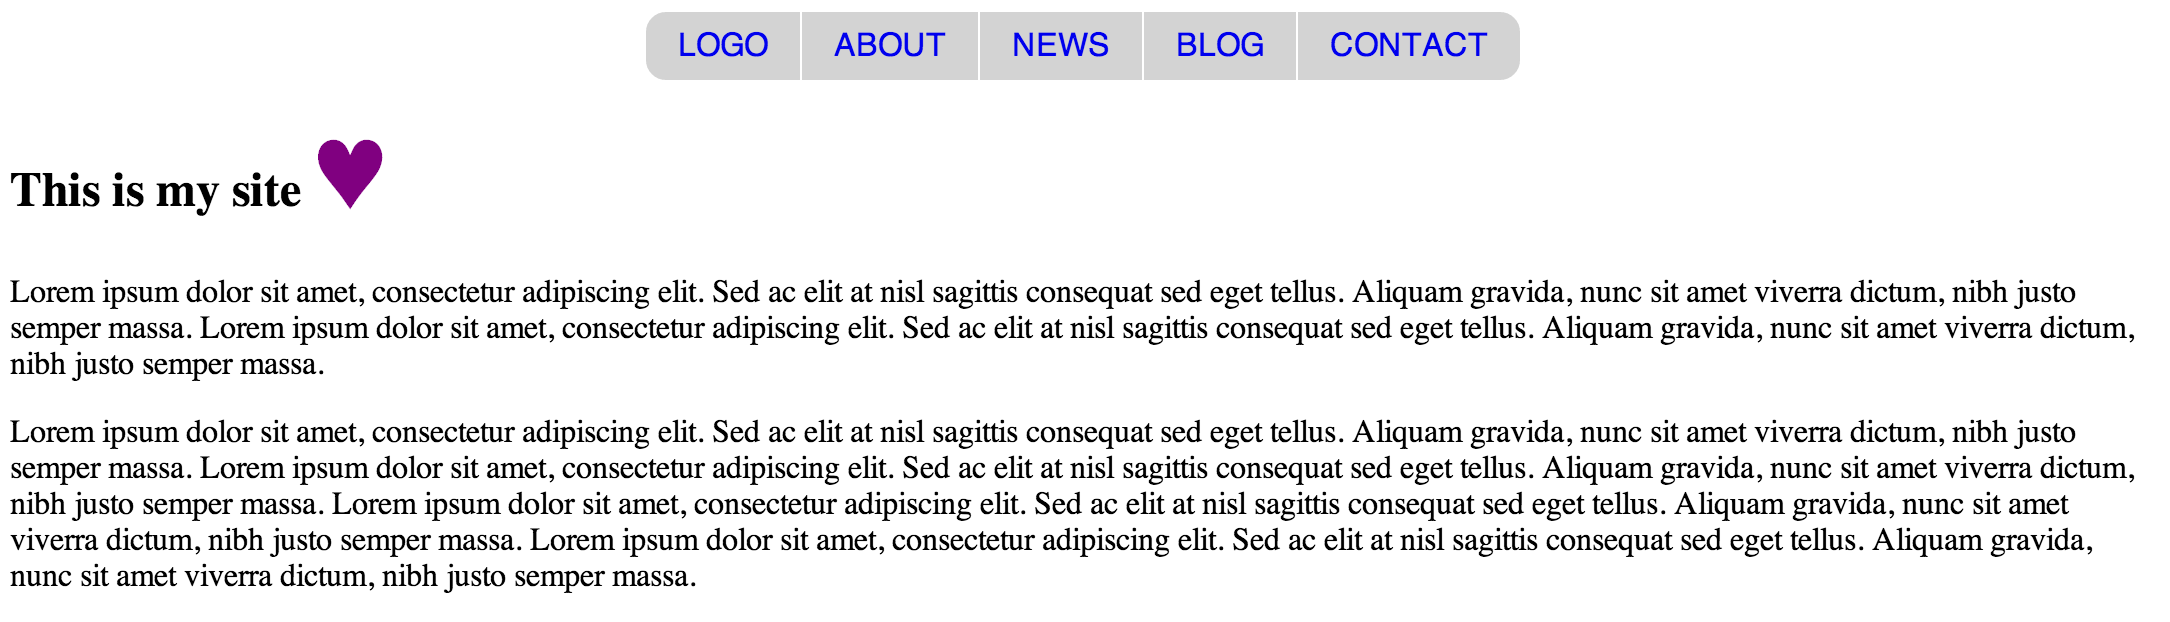 LOGO ABOUT NEWS BLOG CONTACT
This is my site ♥
Lorem ipsum dolor sit amet, consectetur adipiscing elit. Sed ac elit at nisl sagittis consequat sed eget tellus. Aliquam gravida, nunc sit amet viverra dictum, nibh justo
semper massa. Lorem ipsum dolor sit amet, consectetur adipiscing elit. Sed ac elit at nisl sagittis consequat sed eget tellus. Aliquam gravida, nunc sit amet viverra dictum,
nibh justo semper massa.
Lorem ipsum dolor sit amet, consectetur adipiscing elit. Sed ac elit at nisl sagittis consequat sed eget tellus. Aliquam gravida, nunc sit amet viverra dictum, nibh justo
semper massa. Lorem ipsum dolor sit amet, consectetur adipiscing elit. Sed ac elit at nisl sagittis consequat sed eget tellus. Aliquam gravida, nunc sit amet viverra dictum,
nibh justo semper massa. Lorem ipsum dolor sit amet, consectetur adipiscing elit. Sed ac elit at nisl sagittis consequat sed eget tellus. Aliquam gravida, nunc sit amet
viverra dictum, nibh justo semper massa. Lorem ipsum dolor sit amet, consectetur adipiscing elit. Sed ac elit at nisl sagittis consequat sed eget tellus. Aliquam gravida,
nunc sit amet viverra dictum, nibh justo semper massa.